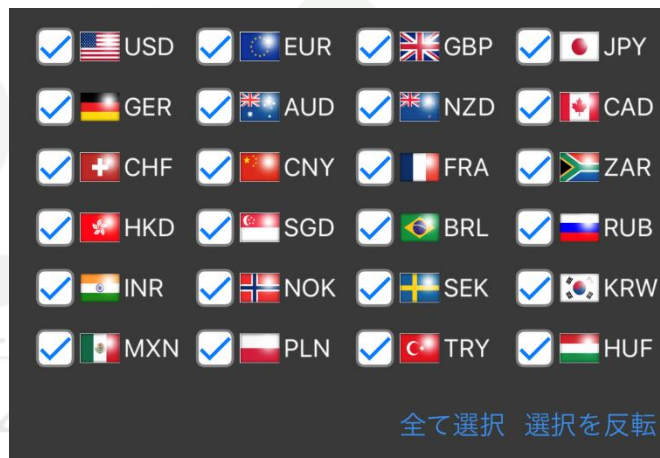 USD EUR GBP JPY
GER AUD NZD CAD
CHF CNY FRA ZAR
HKD SGD BRL RUB
INR NOK SEK KRW
MXN PLN TRY HUF
全て選択 選択を反転